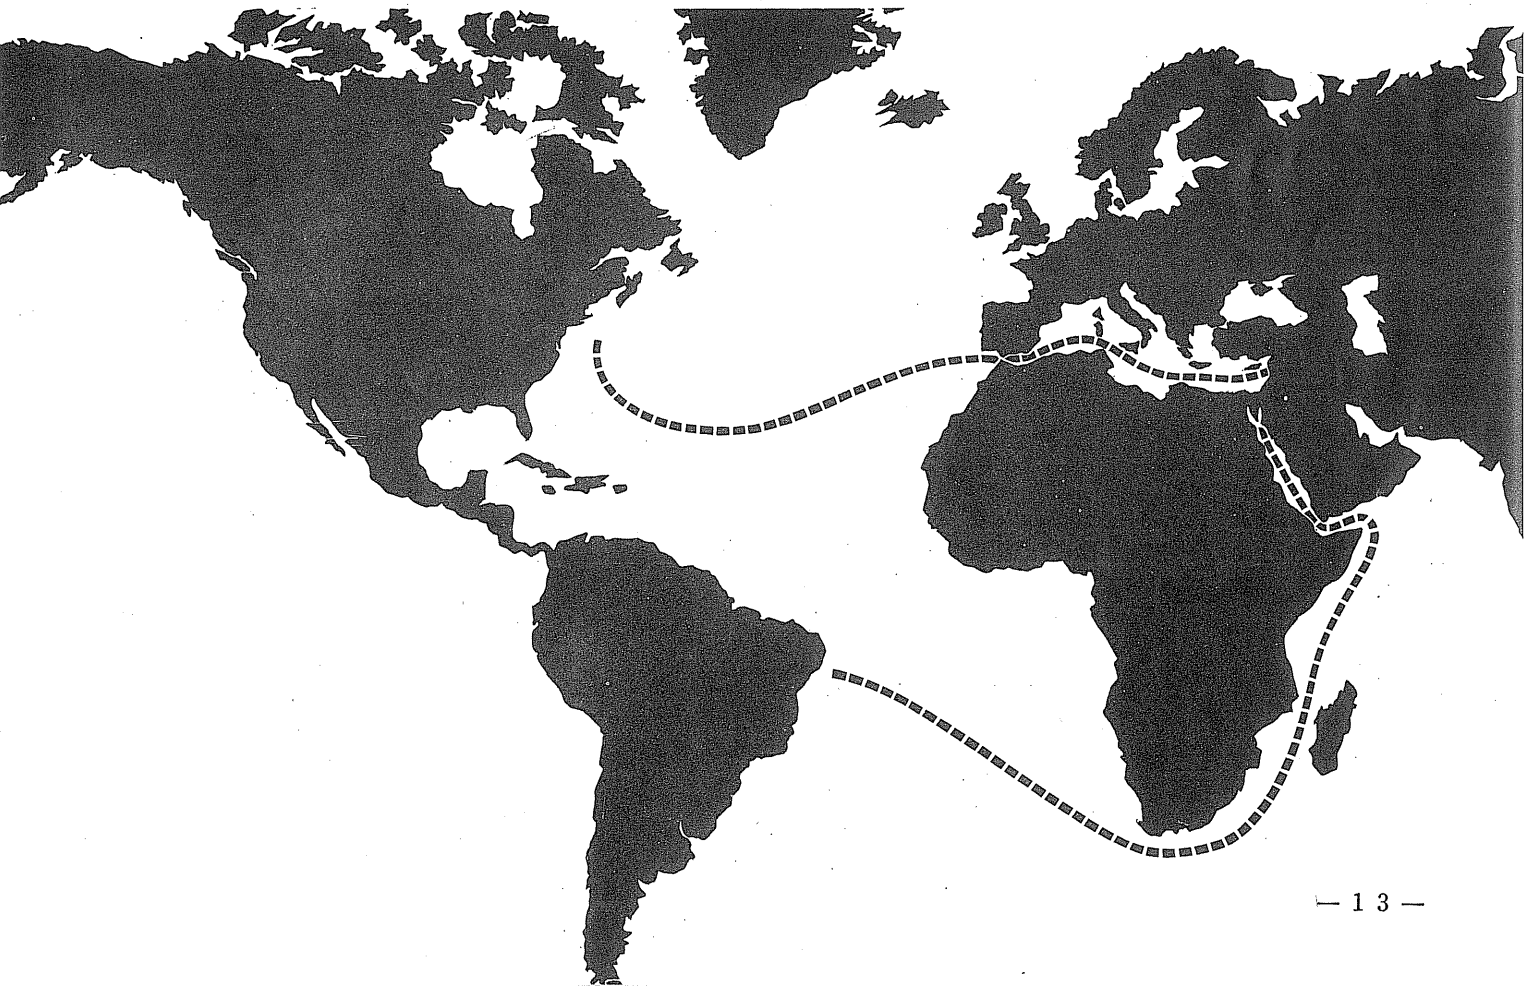 — 1 3 —